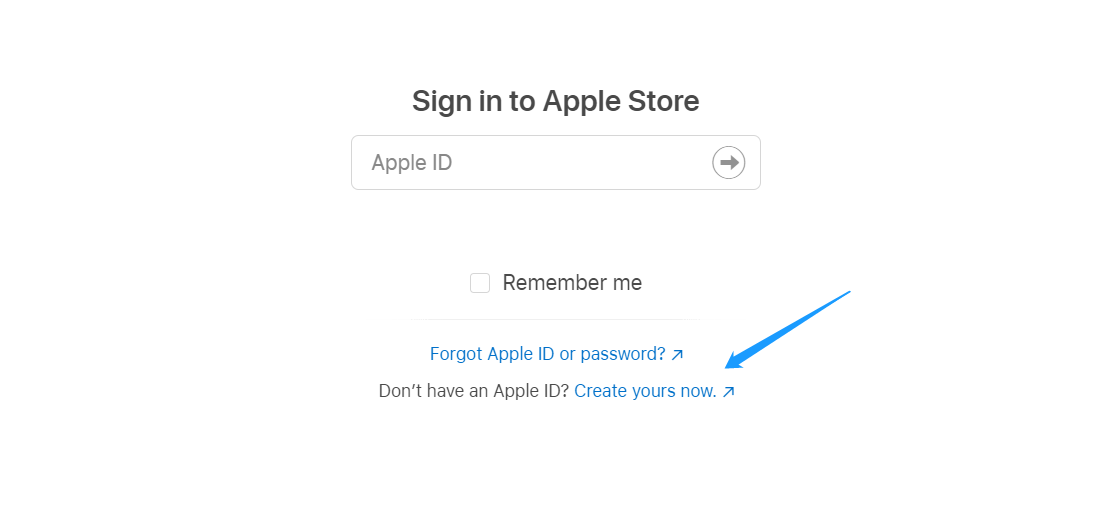 Sign in to Apple Store
Apple ID
Remember me
Forgot Apple ID or password? ↗
Don’t have an Apple ID? Create yours now. ↗